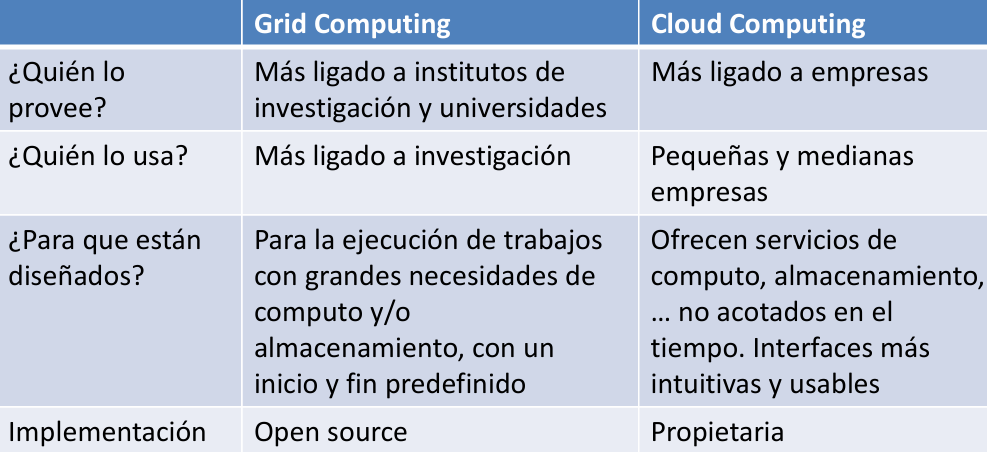 Grid Computing
Cloud Computing
¿Quién lo
provee?
Más ligado a institutos de
investigación y universidades
Más ligado a empresas
¿Quién lo usa?
Más ligado a investigación
Pequeñas y medianas
empresas
¿Para que están
diseñados?
Para la ejecución de trabajos
con grandes necesidades de
computo y/o
almacenamiento, con un
inicio y fin predefinido
Ofrecen servicios de
computo, almacenamiento,
... no acotados en el
tiempo. Interfaces más
intuitivas y usables
Implementación
Open source
Propietaria